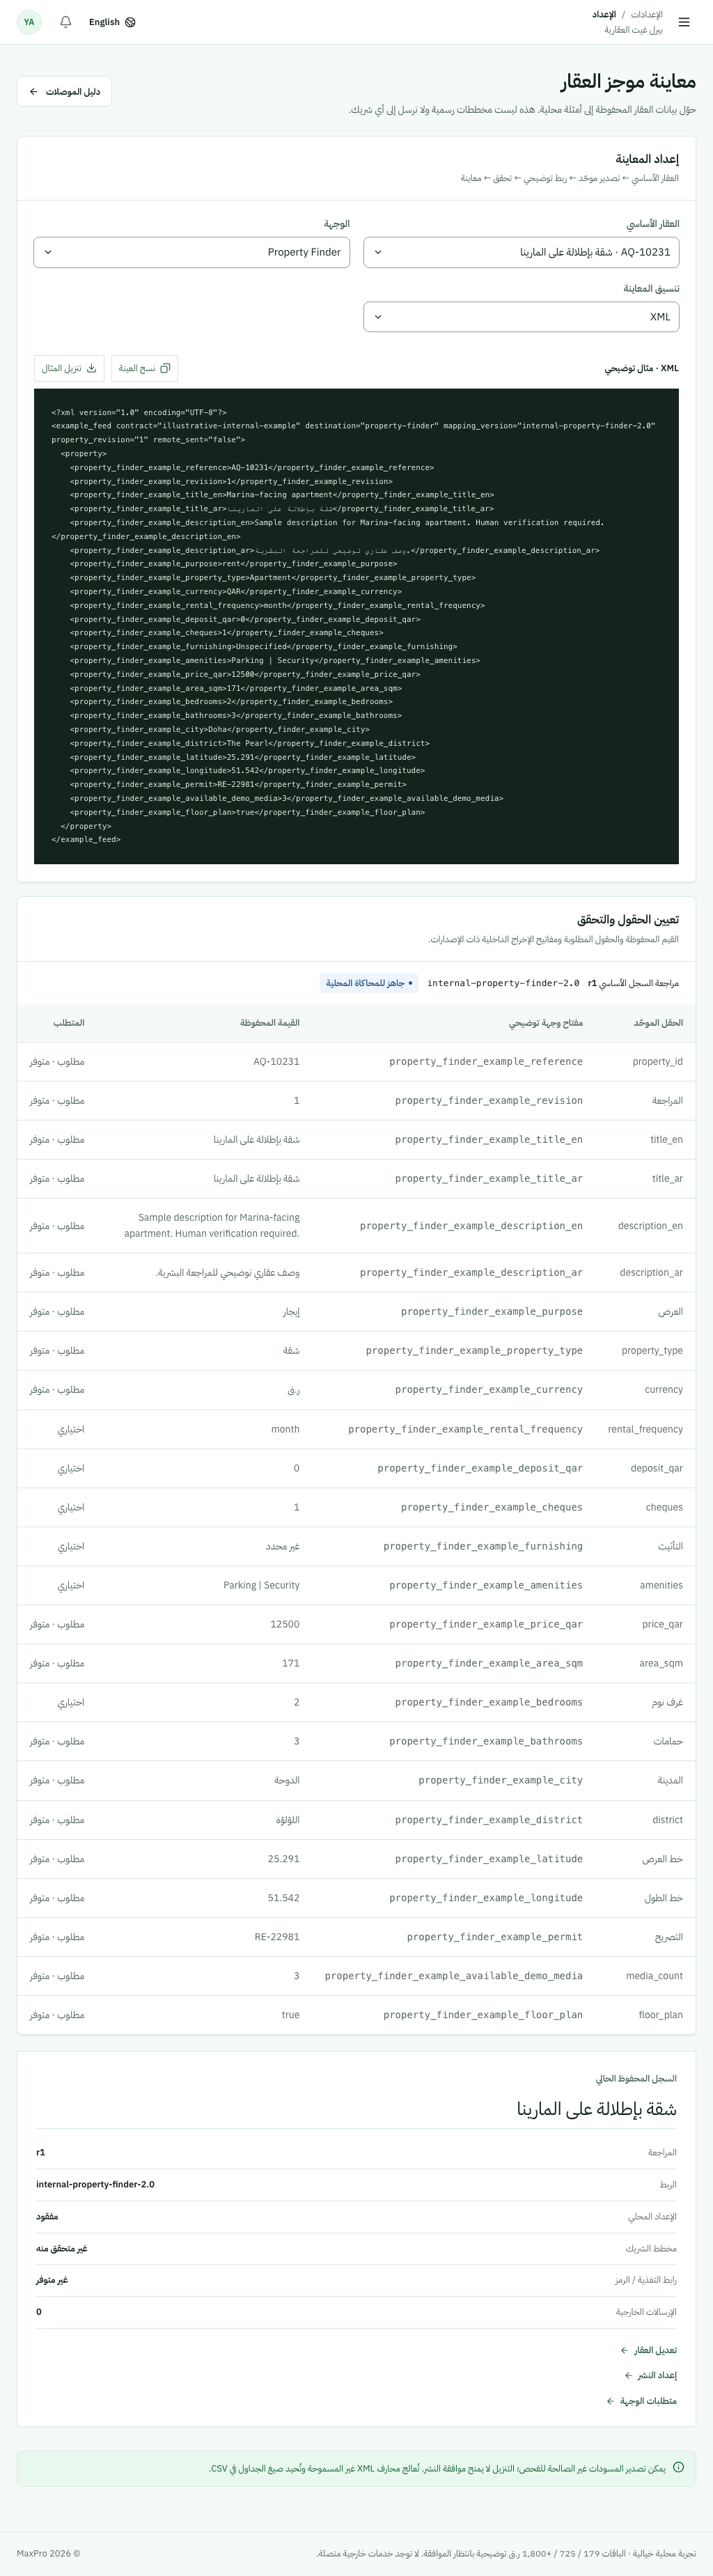 الإعدادات / الإعداد
بيرل غيت العقارية
English
YA
معاينة موجز العقار
حوّل بيانات العقار المحفوظة إلى أمثلة محلية. هذه ليست مخططات رسمية ولا نرسل إلى أي شريك.
دليل الموصلات ←
إعداد المعاينة
العقار الأساسي ← تصدير موحّد ← ربط توضيحي ← تحقق ← معاينة
العقار الأساسي
الوجهة
AQ-10231 · شقة بإطلالة على المارينا
Property Finder
تنسيق المعاينة
XML
XML · مثال توضيحي
نسخ العينة
تنزيل المثال
<?xml version="1.0" encoding="UTF-8"?>
<example_feed contract="illustrative-internal-example" destination="property-finder" mapping_version="internal-property-finder-2.0"
property_revision="1" remote_sent="false">
<property>
<property_finder_example_reference>AQ-10231</property_finder_example_reference>
<property_finder_example_revision>1</property_finder_example_revision>
<property_finder_example_title_en>Marina-facing apartment</property_finder_example_title_en>
<property_finder_example_title_ar>شقة بإطلالة على المارينا</property_finder_example_title_ar>
<property_finder_example_description_en>Sample description for Marina-facing apartment. Human verification required.
</property_finder_example_description_en>
<property_finder_example_description_ar>وصف عقاري توضيحي للمراجعة البشرية.</property_finder_example_description_ar>
<property_finder_example_purpose>rent</property_finder_example_purpose>
<property_finder_example_property_type>Apartment</property_finder_example_property_type>
<property_finder_example_currency>QAR</property_finder_example_currency>
<property_finder_example_rental_frequency>month</property_finder_example_rental_frequency>
<property_finder_example_deposit_qar>0</property_finder_example_deposit_qar>
<property_finder_example_cheques>1</property_finder_example_cheques>
<property_finder_example_furnishing>Unspecified</property_finder_example_furnishing>
<property_finder_example_amenities>Parking | Security</property_finder_example_amenities>
<property_finder_example_price_qar>12500</property_finder_example_price_qar>
<property_finder_example_area_sqm>171</property_finder_example_area_sqm>
<property_finder_example_bedrooms>2</property_finder_example_bedrooms>
<property_finder_example_bathrooms>3</property_finder_example_bathrooms>
<property_finder_example_city>Doha</property_finder_example_city>
<property_finder_example_district>The Pearl</property_finder_example_district>
<property_finder_example_latitude>25.291</property_finder_example_latitude>
<property_finder_example_longitude>51.542</property_finder_example_longitude>
<property_finder_example_permit>RE-22981</property_finder_example_permit>
<property_finder_example_available_demo_media>3</property_finder_example_available_demo_media>
<property_finder_example_floor_plan>true</property_finder_example_floor_plan>
</property>
</example_feed>
تعيين الحقول والتحقق
القيم المحفوظة والحقول المطلوبة ومفاتيح الإخراج الداخلية ذات الإصدارات.
مراجعة السجل الأساسي r1 internal-property-finder-2.0 جاهز للمحاكاة المحلية
الحقل الموحّد مفتاح وجهة توضيحي القيمة المحفوظة المتطلب
property_id property_finder_example_reference AQ-10231 مطلوب · متوفر
المراجعة property_finder_example_revision 1 مطلوب · متوفر
title_en property_finder_example_title_en شقة بإطلالة على المارينا مطلوب · متوفر
title_ar property_finder_example_title_ar شقة بإطلالة على المارينا مطلوب · متوفر
description_en property_finder_example_description_en Sample description for Marina-facing apartment. Human verification required. مطلوب · متوفر
description_ar property_finder_example_description_ar وصف عقاري توضيحي للمراجعة البشرية. مطلوب · متوفر
العرض property_finder_example_purpose إيجار مطلوب · متوفر
property_type property_finder_example_property_type شقة مطلوب · متوفر
currency property_finder_example_currency ر.ق مطلوب · متوفر
rental_frequency property_finder_example_rental_frequency month اختياري
deposit_qar property_finder_example_deposit_qar 0 اختياري
cheques property_finder_example_cheques 1 اختياري
التأثيث property_finder_example_furnishing غير محدد اختياري
amenities property_finder_example_amenities Parking | Security اختياري
price_qar property_finder_example_price_qar 12500 مطلوب · متوفر
area_sqm property_finder_example_area_sqm 171 مطلوب · متوفر
غرف نوم property_finder_example_bedrooms 2 اختياري
حمامات property_finder_example_bathrooms 3 مطلوب · متوفر
المدينة property_finder_example_city الدوحة مطلوب · متوفر
district property_finder_example_district اللؤلؤة مطلوب · متوفر
خط العرض property_finder_example_latitude 25.291 مطلوب · متوفر
خط الطول property_finder_example_longitude 51.542 مطلوب · متوفر
التصريح property_finder_example_permit RE-22981 مطلوب · متوفر
media_count property_finder_example_available_demo_media 3 مطلوب · متوفر
floor_plan property_finder_example_floor_plan true مطلوب · متوفر
السجل المحفوظ الحالي
شقة بإطلالة على المارينا
المراجعة r1
الربط internal-property-finder-2.0
الإعداد المحلي مفقود
مخطط الشريك غير متحقق منه
رابط التغذية / الرمز غير متوفر
الإرسالات الخارجية 0
تعديل العقار ←
إعداد النشر ←
متطلبات الوجهة ←
يمكن تصدير المسودات غير الصالحة للفحص؛ التنزيل لا يمنح موافقة النشر. تُعالج محارف XML غير المسموحة وتُحيد صيغ الجداول في CSV.
تجربة محلية خيالية · الباقات 179 / 725 / +1,800 ر.ق توضيحية بانتظار الموافقة. لا توجد خدمات خارجية متصلة.
© 2026 MaxPro